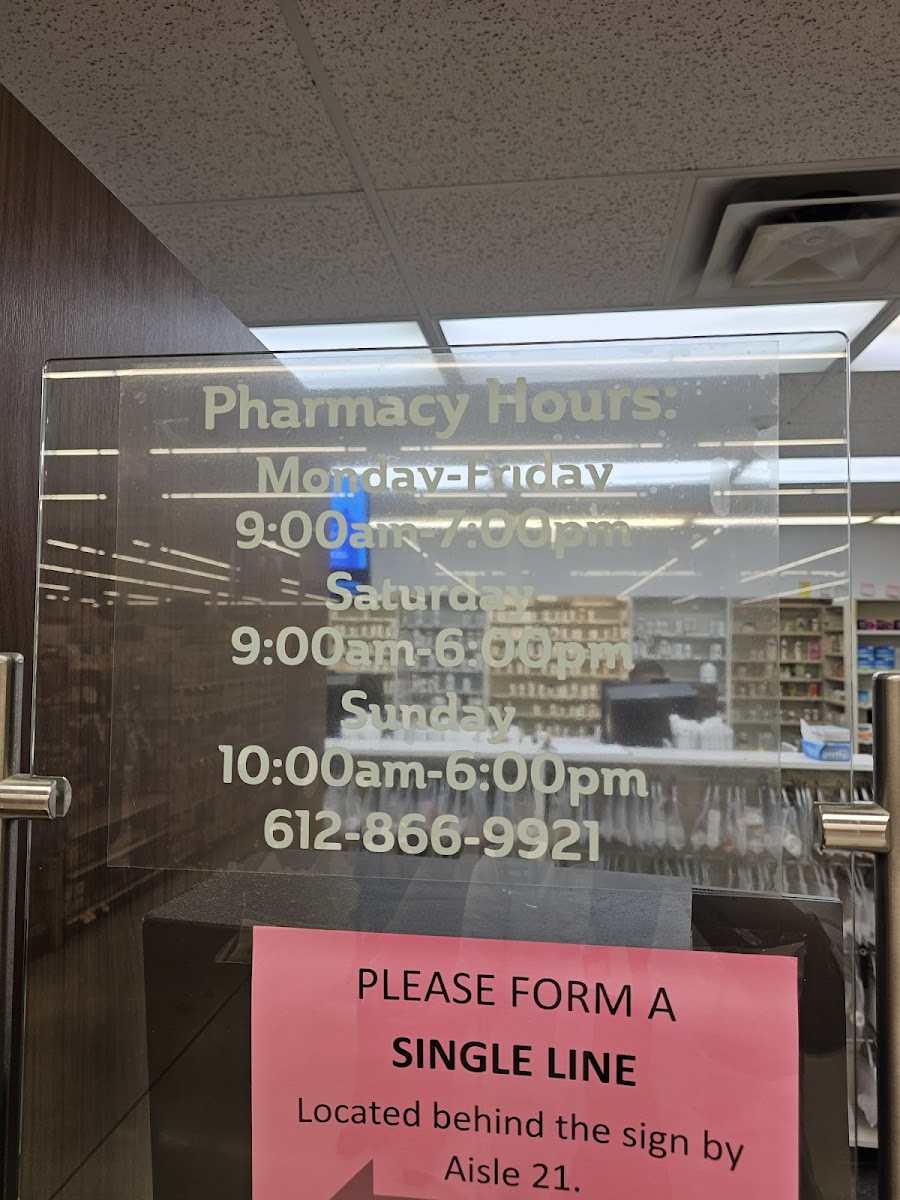 Pharmacy Hours:
Monday-Friday
9:00am-7:00pm
Saturday
9:00am-6:00pm
Sunday
10:00am-6:00pm
612-866-9921
PLEASE FORM A
SINGLE LINE
Located behind the sign by
Aisle 21.